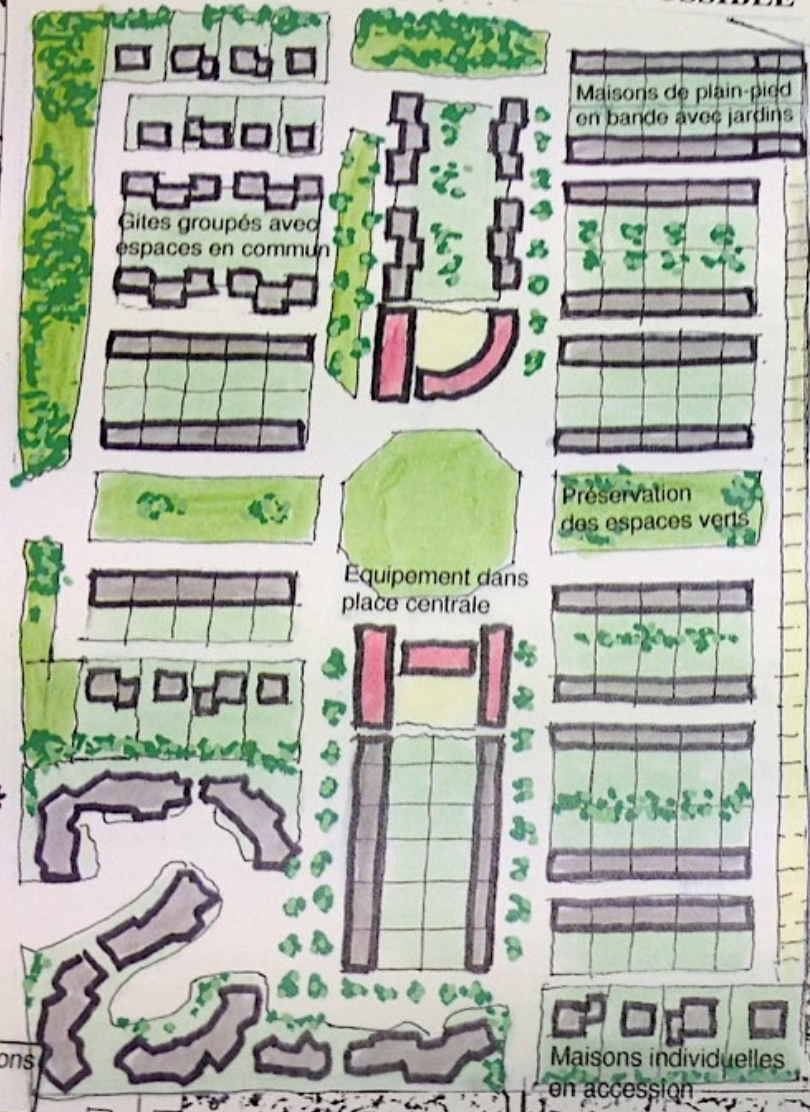 Maisons de plain-pied
en bande avec jardins
Gites groupés avec
espaces en commun
Préservation
des espaces verts
Equipement dans
place centrale
Maisons individuelles
en accession